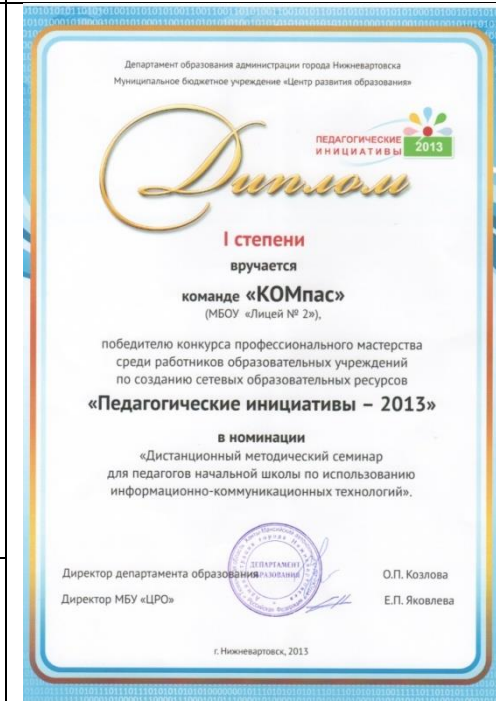 Департамент образования администрации города Нижневартовска
Муниципальное бюджетное учреждение «Центр развития образования»
ПЕДАГОГИЧЕСКИЕ
ИНИЦИАТИВЫ 2013
Диплом
I степени
вручается
команде «КОМпас»
(МБОУ «Лицей № 2»),
победителю конкурса профессионального мастерства
среди работников образовательных учреждений
по созданию сетевых образовательных ресурсов
«Педагогические инициативы – 2013»
в номинации
«Дистанционный методический семинар
для педагогов начальной школы по использованию
информационно-коммуникационных технологий».
ДЕПАРТАМЕНТ
ОБРАЗОВАНИЯ
Директор департамента образования О.П. Козлова
Директор МБУ «ЦРО» Е.П. Яковлева
г. Нижневартовск, 2013